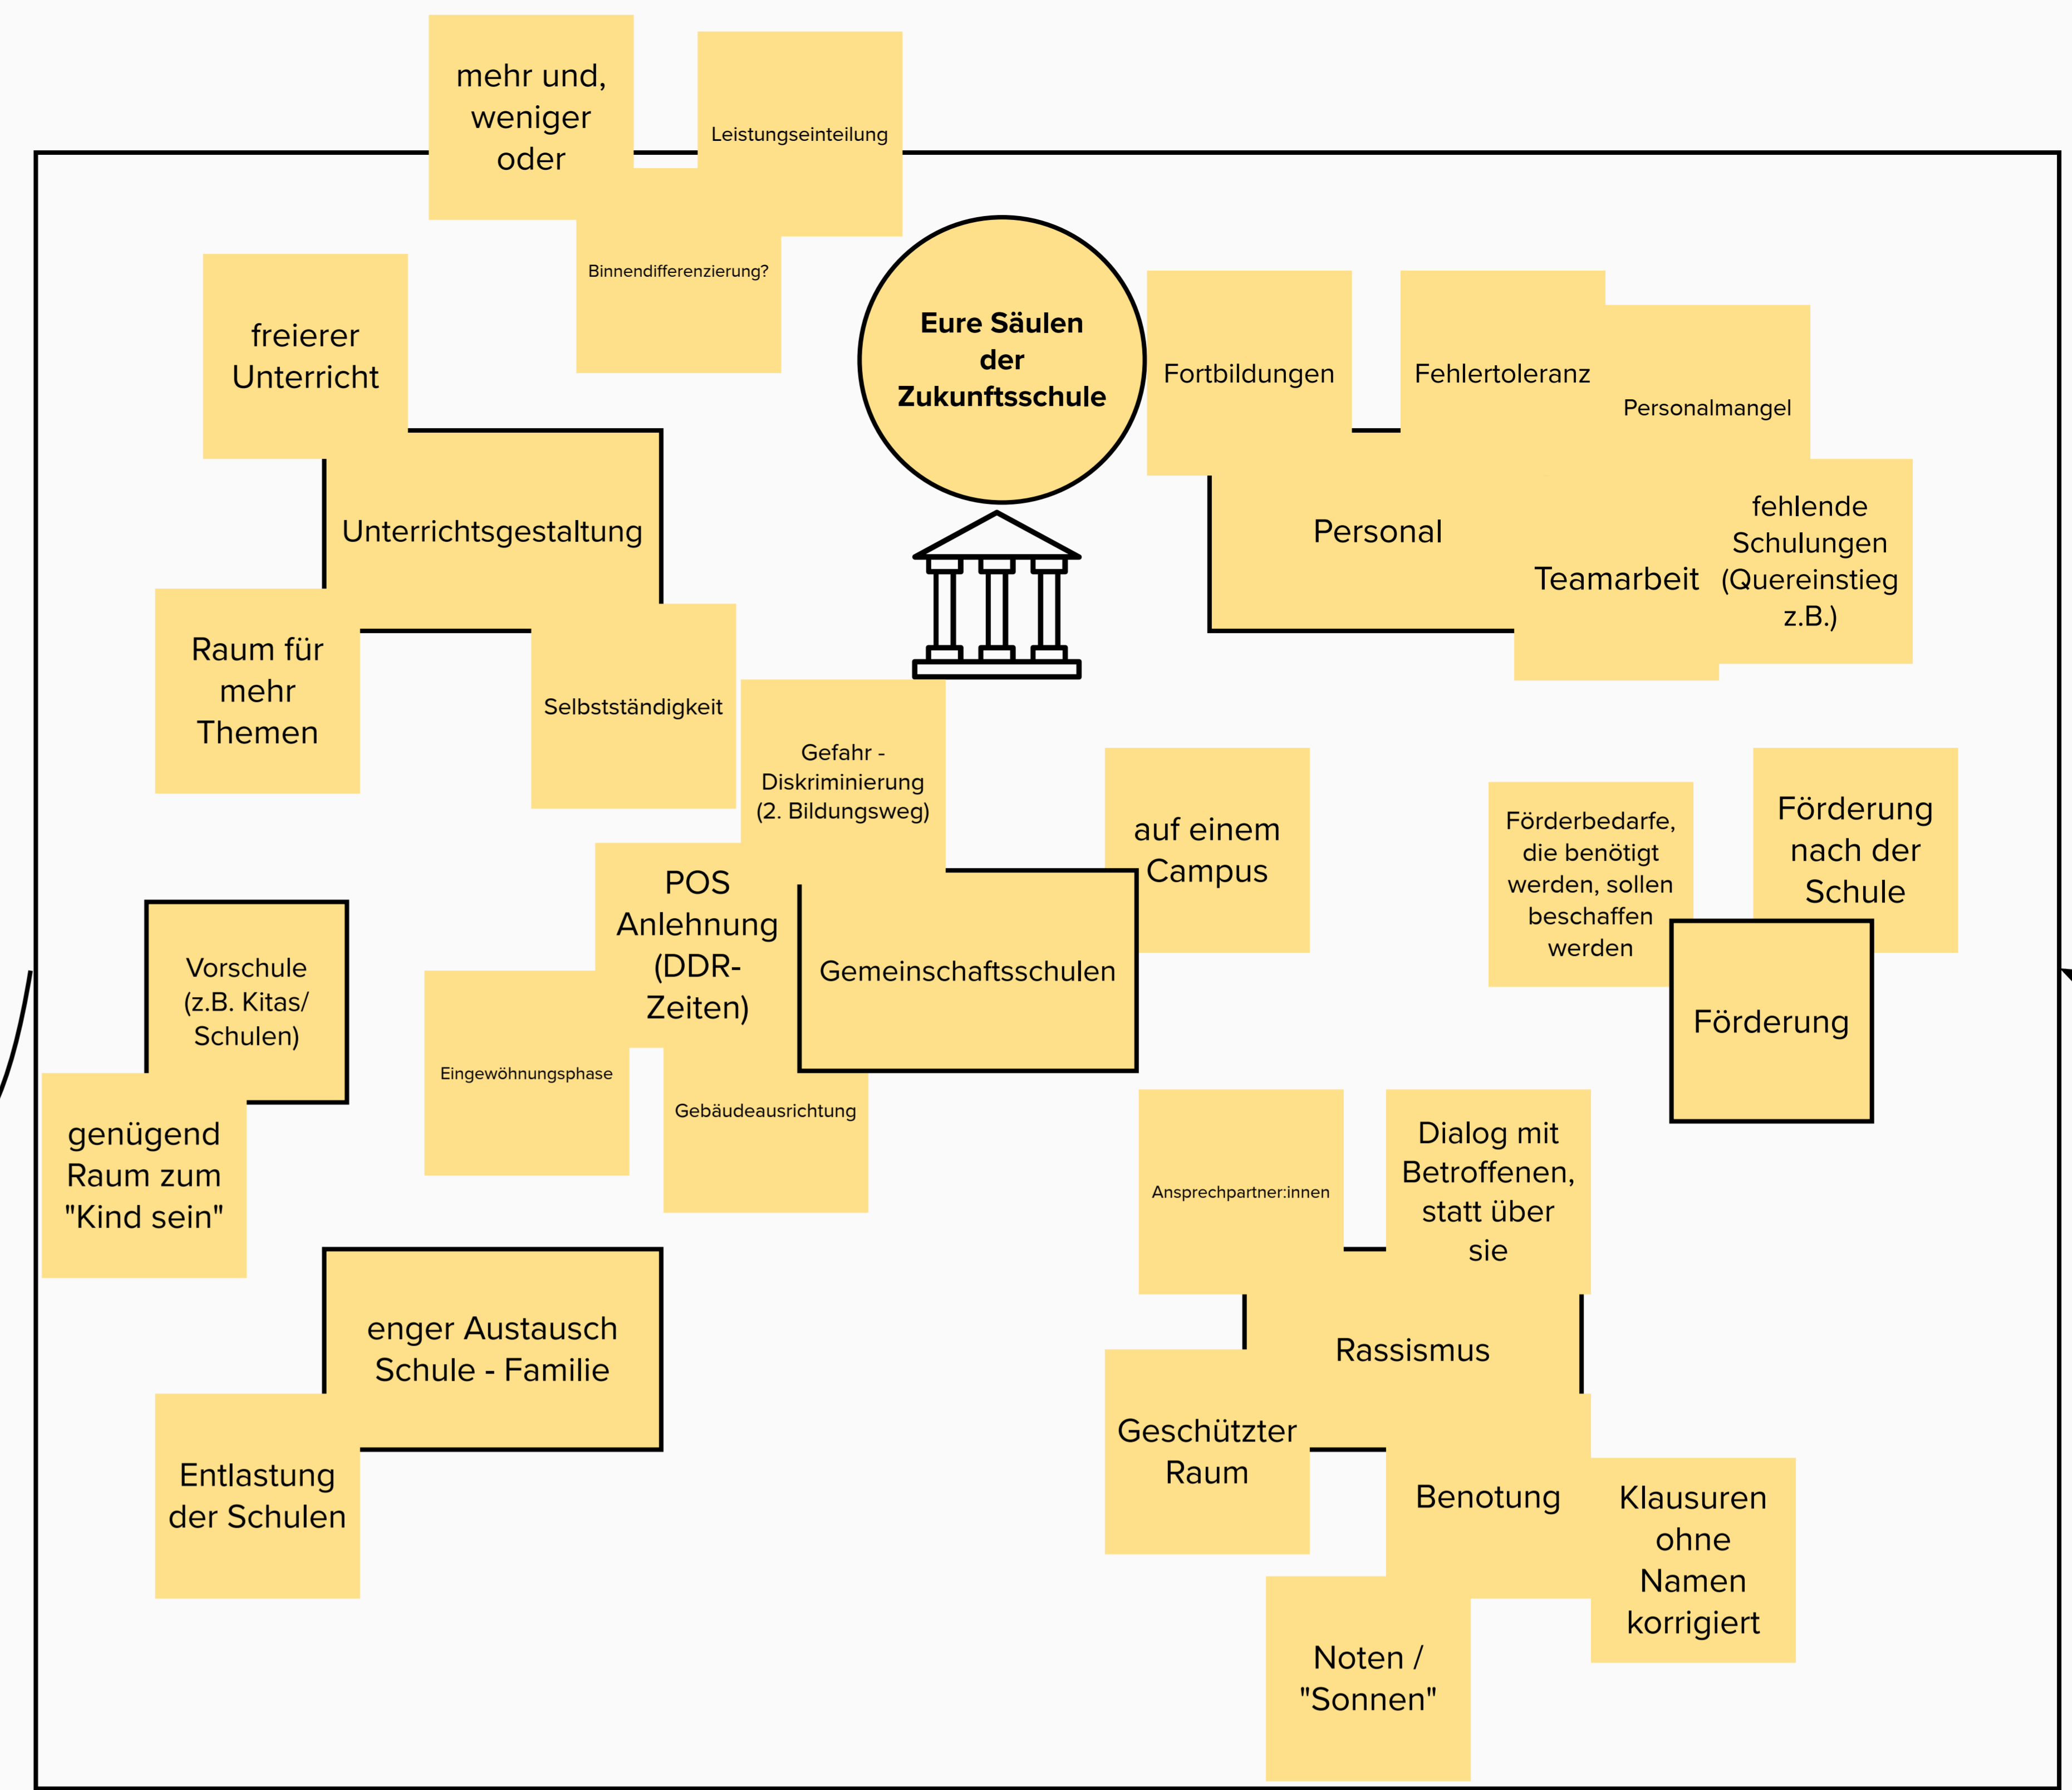 mehr und,
weniger
oder
Leistungseinteilung
Binnendifferenzierung?
freierer
Unterricht
Unterrichtsgestaltung
Raum für
mehr
Themen
Selbstständigkeit
Eure Säulen
der
Zukunftsschule
Fortbildungen
Fehlertoleranz
Personalmangel
Personal
Teamarbeit
fehlende
Schulungen
(Quereinstieg
z.B.)
Gefahr -
Diskriminierung
(2. Bildungsweg)
auf einem
Campus
POS
Anlehnung
(DDR-
Zeiten)
Gemeinschaftsschulen
Eingewöhnungsphase
Gebäudeausrichtung
Förderbedarfe,
die benötigt
werden, sollen
beschaffen
werden
Förderung
nach der
Schule
Förderung
Vorschule
(z.B. Kitas/
Schulen)
genügend
Raum zum
"Kind sein"
enger Austausch
Schule - Familie
Entlastung
der Schulen
Ansprechpartner:innen
Dialog mit
Betroffenen,
statt über
sie
Rassismus
Geschützter
Raum
Benotung
Klausuren
ohne
Namen
korrigiert
Noten /
"Sonnen"